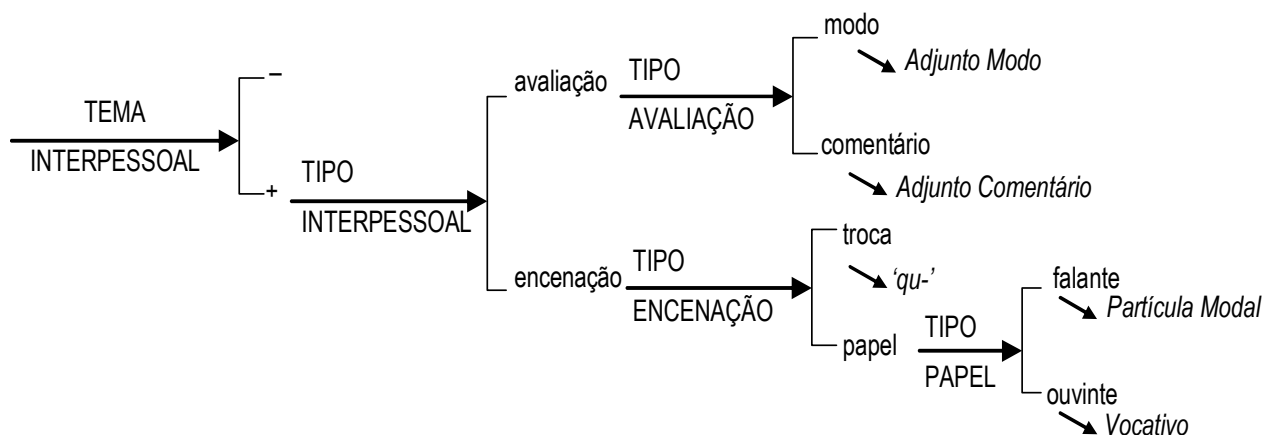 TEMA
INTERPESSOAL
–
+
TIPO
INTERPESSOAL
avaliação
TIPO
AVALIAÇÃO
modo
Adjunto Modo
comentário
Adjunto Comentário
encenação
TIPO
ENCENAÇÃO
troca
‘qu-’
papel
TIPO
PAPEL
falante
Partícula Modal
ouvinte
Vocativo